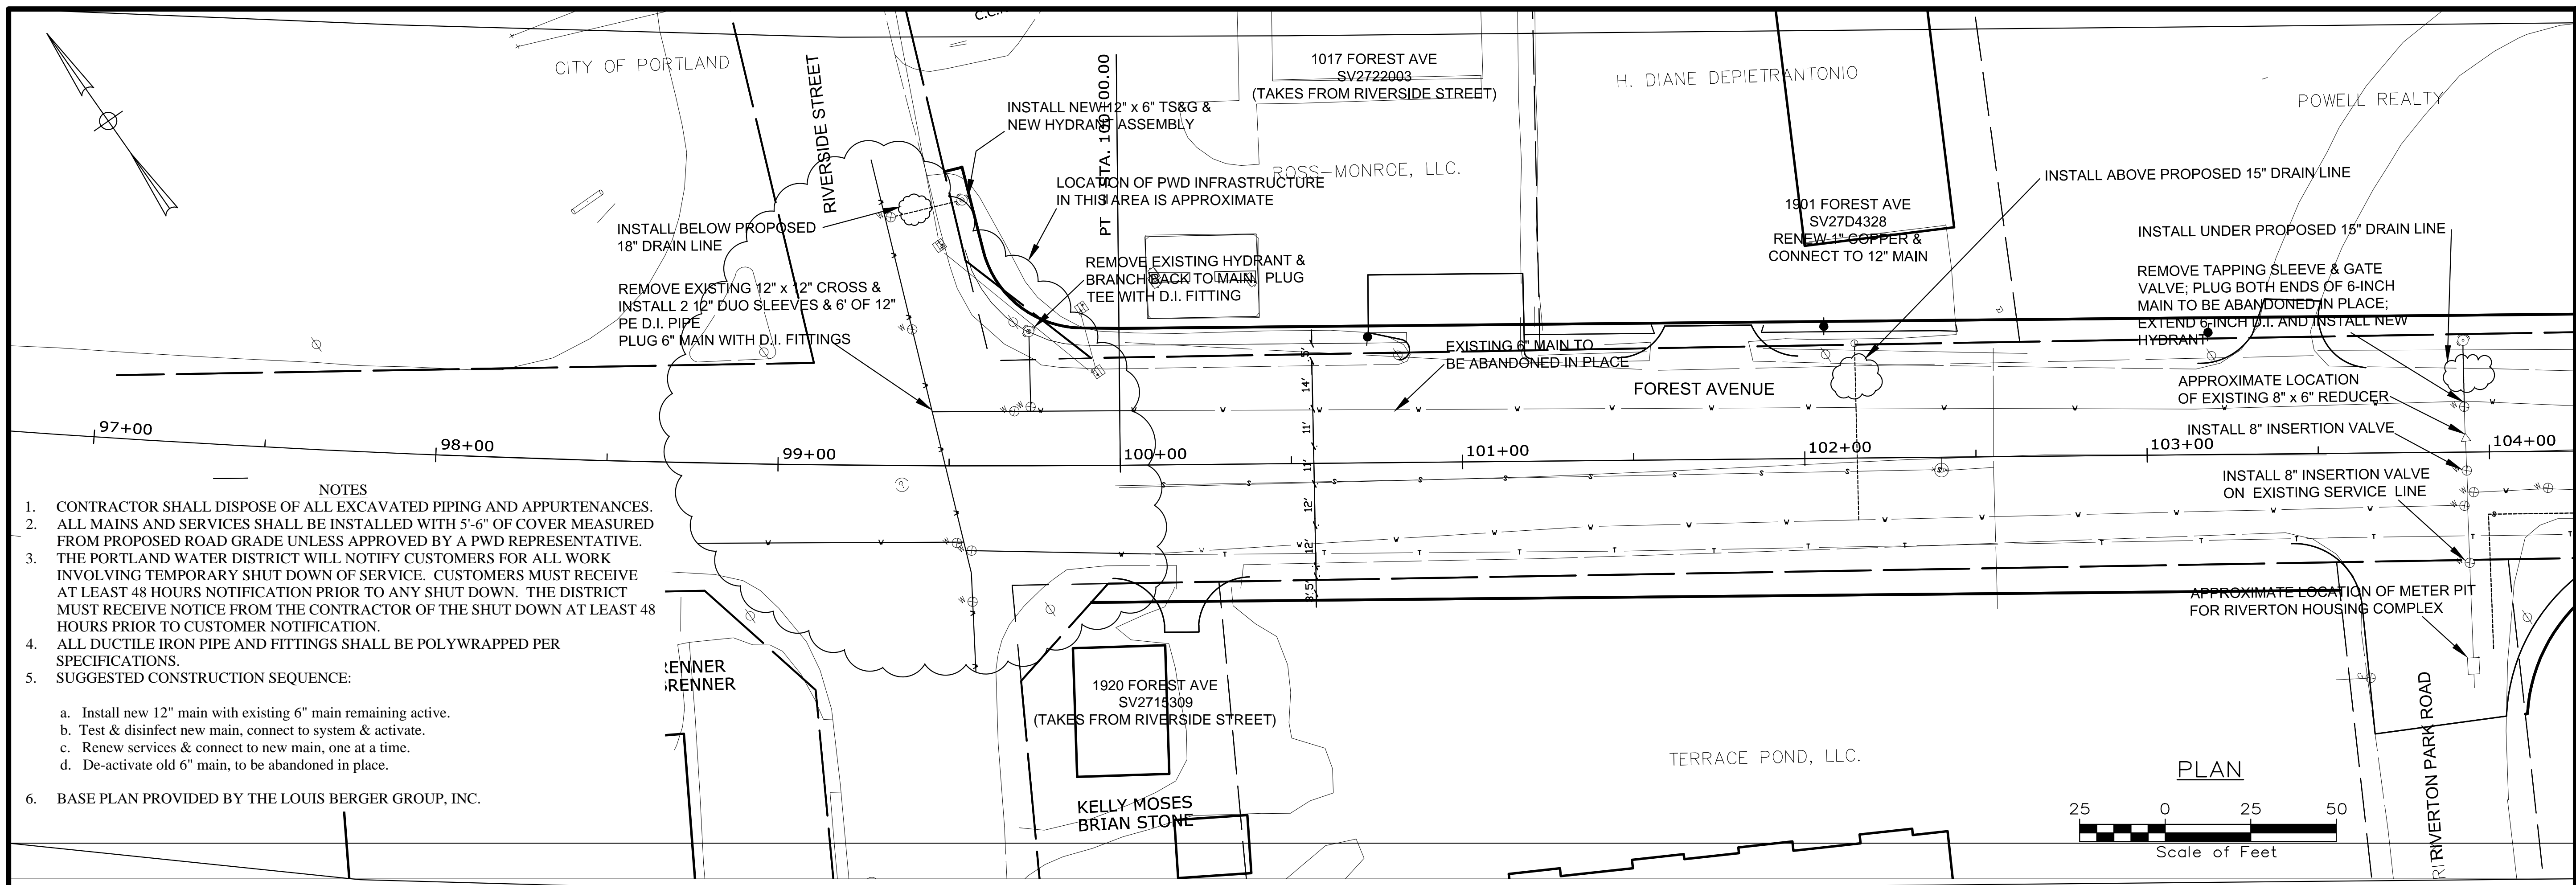 CITY OF PORTLAND
RIVERSIDE STREET
INSTALL NEW 12" x 6" TS&G &
NEW HYDRANT ASSEMBLY
PT STA. 100+00.00
1017 FOREST AVE
SV2722003
(TAKES FROM RIVERSIDE STREET)
H. DIANE DEPIETRANTONIO
POWELL REALTY
ROSS-MONROE, LLC.
LOCATION OF PWD INFRASTRUCTURE
IN THIS AREA IS APPROXIMATE
INSTALL ABOVE PROPOSED 15" DRAIN LINE
1901 FOREST AVE
SV27D4328
RENEW 1" COPPER &
CONNECT TO 12" MAIN
INSTALL BELOW PROPOSED
18" DRAIN LINE
INSTALL UNDER PROPOSED 15" DRAIN LINE
REMOVE EXISTING HYDRANT &
BRANCH BACK TO MAIN. PLUG
TEE WITH D.I. FITTING
REMOVE TAPPING SLEEVE & GATE
VALVE; PLUG BOTH ENDS OF 6-INCH
MAIN TO BE ABANDONED IN PLACE;
EXTEND 6-INCH D.I. AND INSTALL NEW
HYDRANT
REMOVE EXISTING 12" x 12" CROSS &
INSTALL 2 12" DUO SLEEVES & 6' OF 12"
PE D.I. PIPE
PLUG 6" MAIN WITH D.I. FITTINGS
EXISTING 6" MAIN TO
BE ABANDONED IN PLACE
FOREST AVENUE
APPROXIMATE LOCATION
OF EXISTING 8" x 6" REDUCER
INSTALL 8" INSERTION VALVE
INSTALL 8" INSERTION VALVE
ON EXISTING SERVICE LINE
5'
14'
11'
11'
12'
12'
97+00
98+00
99+00
100+00
101+00
102+00
103+00
104+00
NOTES
1. CONTRACTOR SHALL DISPOSE OF ALL EXCAVATED PIPING AND APPURTENANCES.
2. ALL MAINS AND SERVICES SHALL BE INSTALLED WITH 5'-6" OF COVER MEASURED
FROM PROPOSED ROAD GRADE UNLESS APPROVED BY A PWD REPRESENTATIVE.
3. THE PORTLAND WATER DISTRICT WILL NOTIFY CUSTOMERS FOR ALL WORK
INVOLVING TEMPORARY SHUT DOWN OF SERVICE. CUSTOMERS MUST RECEIVE
AT LEAST 48 HOURS NOTIFICATION PRIOR TO ANY SHUT DOWN. THE DISTRICT
MUST RECEIVE NOTICE FROM THE CONTRACTOR OF THE SHUT DOWN AT LEAST 48
HOURS PRIOR TO CUSTOMER NOTIFICATION.
4. ALL DUCTILE IRON PIPE AND FITTINGS SHALL BE POLYWRAPPED PER
SPECIFICATIONS.
5. SUGGESTED CONSTRUCTION SEQUENCE:
a. Install new 12" main with existing 6" main remaining active.
b. Test & disinfect new main, connect to system & activate.
c. Renew services & connect to new main, one at a time.
d. De-activate old 6" main, to be abandoned in place.
6. BASE PLAN PROVIDED BY THE LOUIS BERGER GROUP, INC.
APPROXIMATE LOCATION OF METER PIT
FOR RIVERTON HOUSING COMPLEX
1920 FOREST AVE
SV2715309
(TAKES FROM RIVERSIDE STREET)
KELLY MOSES
BRIAN STONE
TERRACE POND, LLC.
RIVERTON PARK ROAD
PLAN
25 0 25 50
Scale of Feet